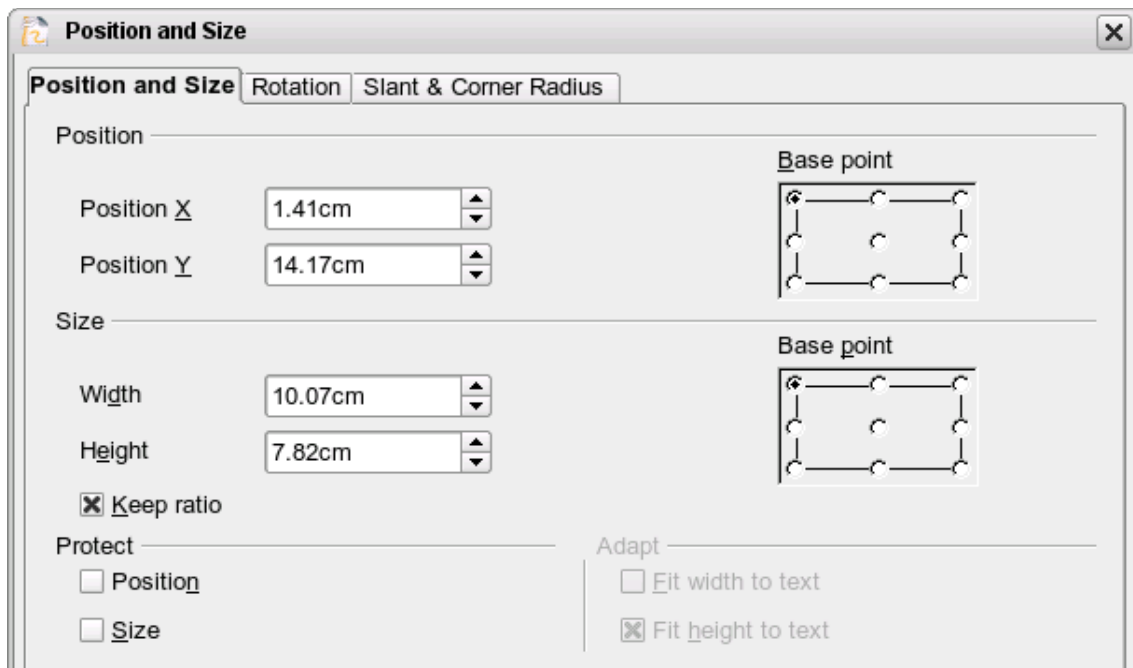 Position and Size
Position and Size Rotation Slant & Corner Radius
Position
Base point
Position X 1.41cm
Position Y 14.17cm
Size
Base point
Width 10.07cm
Height 7.82cm
Keep ratio
Protect Adapt
Position Fit width to text
Size Fit height to text